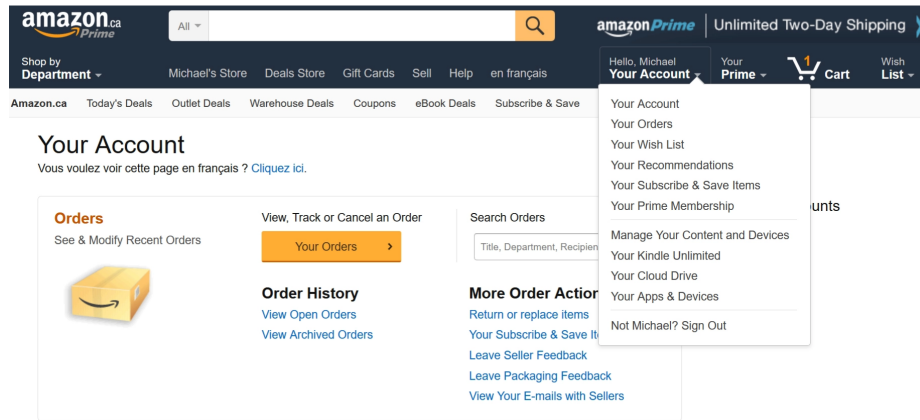 amazon.ca
Prime
All
amazonPrime Unlimited Two-Day Shipping
Shop by
Department
Michael's Store Deals Store Gift Cards Sell Help en français
Hello, Michael
Your Account
Your
Prime
1
Cart
Wish
List
Amazon.ca Today's Deals Outlet Deals Warehouse Deals Coupons eBook Deals Subscribe & Save
Your Account
Your Orders
Your Wish List
Your Recommendations
Your Subscribe & Save Items
Your Prime Membership
Manage Your Content and Devices
Your Kindle Unlimited
Your Cloud Drive
Your Apps & Devices
Not Michael? Sign Out
Your Account
Vous voulez voir cette page en français ? Cliquez ici.
unts
Orders
See & Modify Recent Orders
View, Track or Cancel an Order
Your Orders
Search Orders
Title, Department, Recipien
Order History
View Open Orders
View Archived Orders
More Order Action
Return or replace items
Your Subscribe & Save Ite
Leave Seller Feedback
Leave Packaging Feedback
View Your E-mails with Sellers